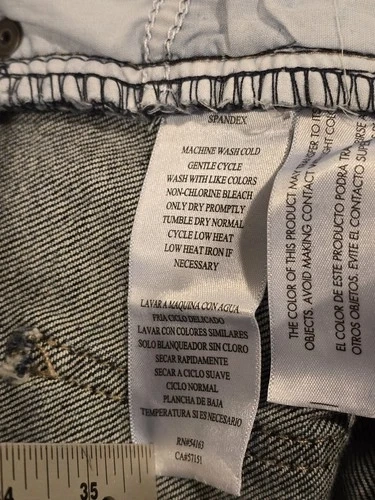 SPANDEX
MACHINE WASH COLD
GENTLE CYCLE
WASH WITH LIKE COLORS
NON-CHLORINE BLEACH
ONLY DRY PROMPTLY
TUMBLE DRY NORMAL
CYCLE LOW HEAT
LOW HEAT IRON IF
NECESSARY
LAVAR A MAQUINA CON AGUA
FRIA CICLO DELICADO
LAVAR CON COLORES SIMILARES
SOLO BLANQUEADOR SIN CLORO
SECAR RAPIDAMENTE
SECAR A CICLO SUAVE
CICLO NORMAL
PLANCHA DE BAJA
TEMPERATURA SI ES NECESARIO
RN#54163
CA#57151
THE COLOR OF THIS PRODUCT MAY
OBJECTS. AVOID MAKING CONTACT
EL COLOR DE ESTE PRODUCTO PODRA
OTROS OBJETOS. EVITE EL CONTACTO
35